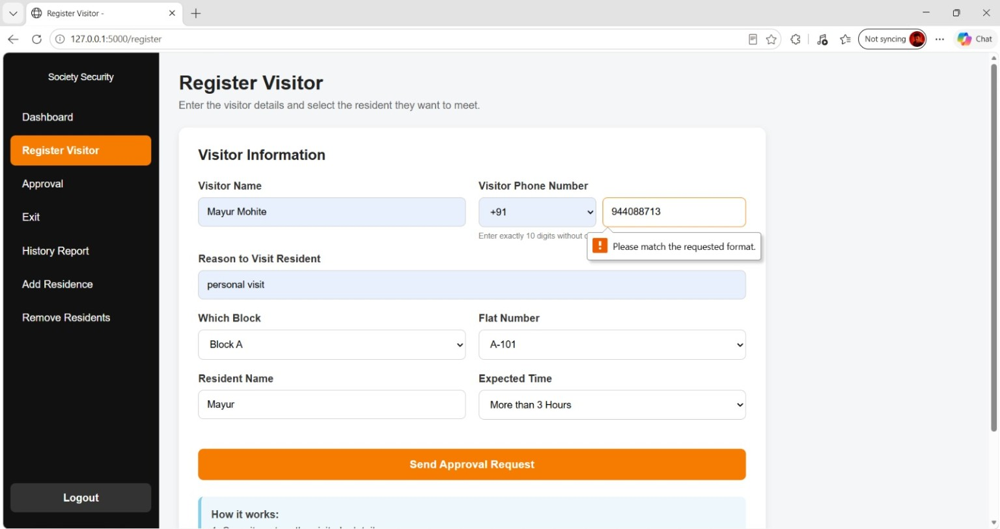 Register Visitor -
127.0.0.1:5000/register
Not syncing
Chat
Society Security
Dashboard
Register Visitor
Approval
Exit
History Report
Add Residence
Remove Residents
Logout
Register Visitor
Enter the visitor details and select the resident they want to meet.
Visitor Information
Visitor Name
Visitor Phone Number
Mayur Mohite
+91
944088713
Enter exactly 10 digits without
Please match the requested format.
Reason to Visit Resident
personal visit
Which Block
Flat Number
Block A
A-101
Resident Name
Expected Time
Mayur
More than 3 Hours
Send Approval Request
How it works: